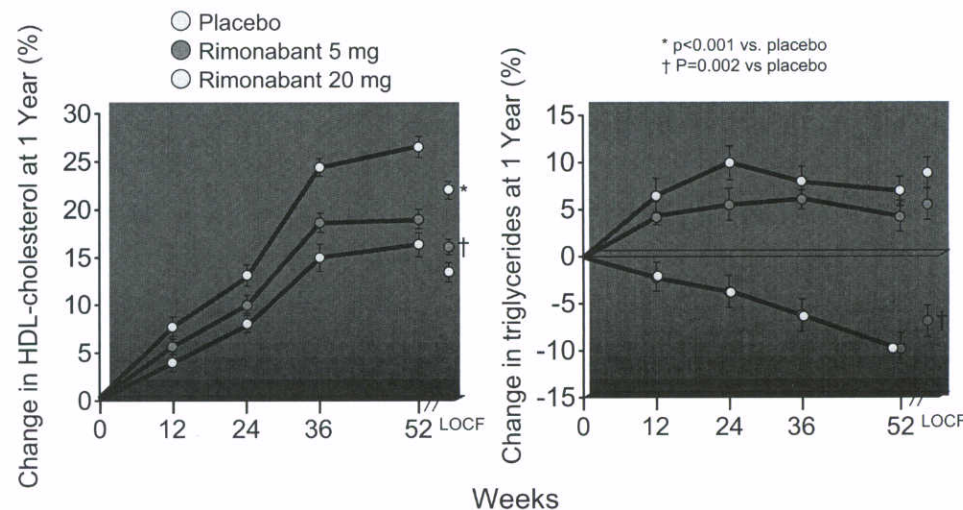 Placebo
Rimonabant 5 mg
Rimonabant 20 mg
* p<0.001 vs. placebo
† P=0.002 vs placebo
Change in HDL-cholesterol at 1 Year (%)
30
25
20
15
10
5
0
*
†
0 12 24 36 52 LOCF
Change in triglycerides at 1 Year (%)
15
10
5
0
-5
-10
-15
†
0 12 24 36 52 LOCF
Weeks